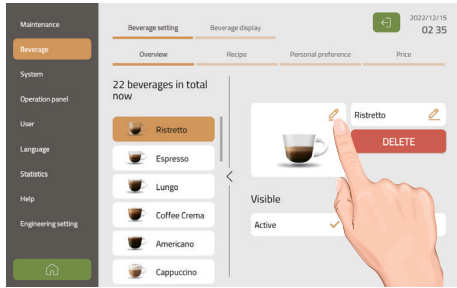 Maintenance
Beverage
System
Operation panel
User
Language
Statistics
Help
Engineering setting
Beverage setting
Beverage display
2022/12/15
02 35
Overview
Recipe
Personal preference
Price
22 beverages in total
now
Ristretto
Espresso
Lungo
Coffee Crema
Americano
Cappuccino
Ristretto
DELETE
Visible
Active